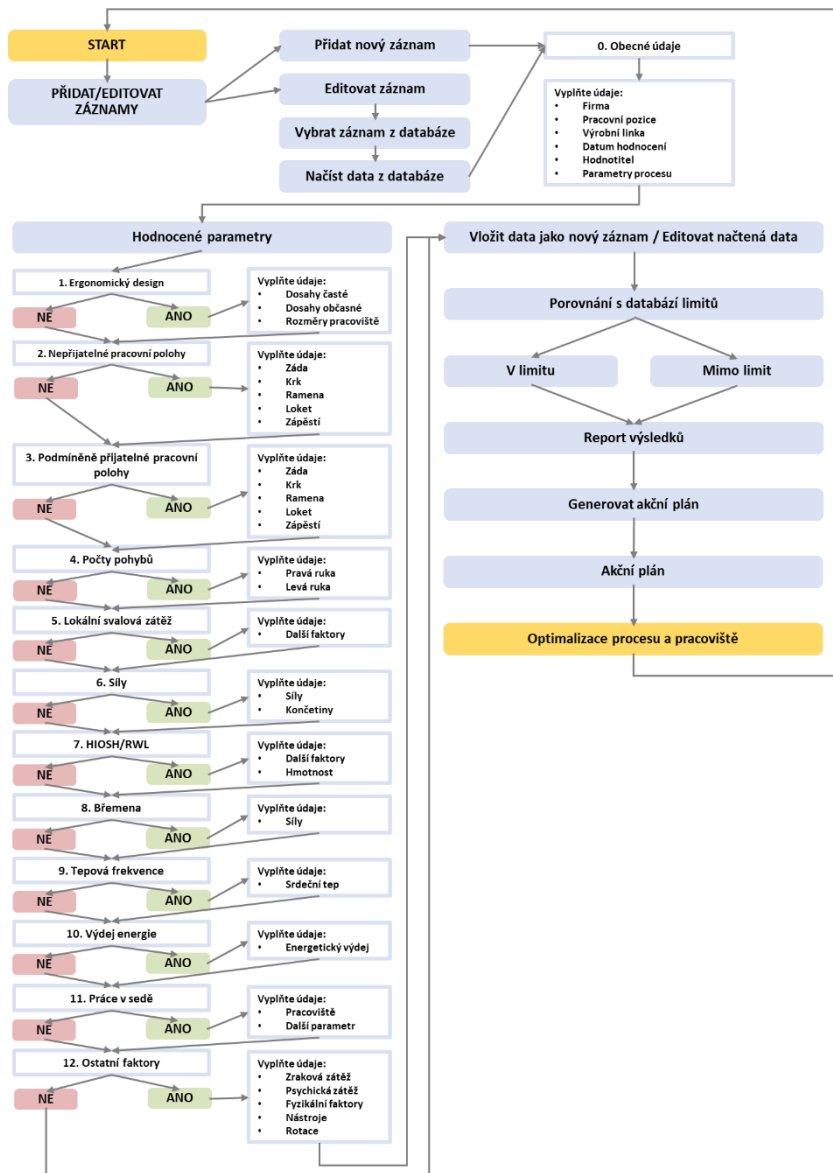 START
PŘIDAT/EDITOVAT
ZÁZNAMY
Přidat nový záznam
Editovat záznam
Vybrat záznam z databáze
Načíst data z databáze
0. Obecné údaje
Vyplňte údaje:
• Firma
• Pracovní pozice
• Výrobní linka
• Datum hodnocení
• Hodnotitel
• Parametry procesu
Hodnocené parametry
1. Ergonomický design
NE
ANO
Vyplňte údaje:
• Dosahy časté
• Dosahy občasné
• Rozměry pracoviště
2. Nepřijatelné pracovní polohy
NE
ANO
Vyplňte údaje:
• Záda
• Krk
• Ramena
• Loket
• Zápěstí
3. Podmíněně přijatelné pracovní
polohy
NE
ANO
Vyplňte údaje:
• Záda
• Krk
• Ramena
• Loket
• Zápěstí
4. Počty pohybů
NE
ANO
Vyplňte údaje:
• Pravá ruka
• Levá ruka
5. Lokální svalová zátěž
NE
ANO
Vyplňte údaje:
• Další faktory
6. Síly
NE
ANO
Vyplňte údaje:
• Síly
• Končetiny
7. HIOSH/RWL
NE
ANO
Vyplňte údaje:
• Další faktory
• Hmotnost
8. Břemena
NE
ANO
Vyplňte údaje:
• Síly
9. Tepová frekvence
NE
ANO
Vyplňte údaje:
• Srdeční tep
10. Výdej energie
NE
ANO
Vyplňte údaje:
• Energetický výdej
11. Práce v sedě
NE
ANO
Vyplňte údaje:
• Pracoviště
• Další parametr
12. Ostatní faktory
NE
ANO
Vyplňte údaje:
• Zraková zátěž
• Psychická zátěž
• Fyzikální faktory
• Nástroje
• Rotace
Vložit data jako nový záznam / Editovat načtená data
Porovnání s databází limitů
V limitu
Mimo limit
Report výsledků
Generovat akční plán
Akční plán
Optimalizace procesu a pracoviště